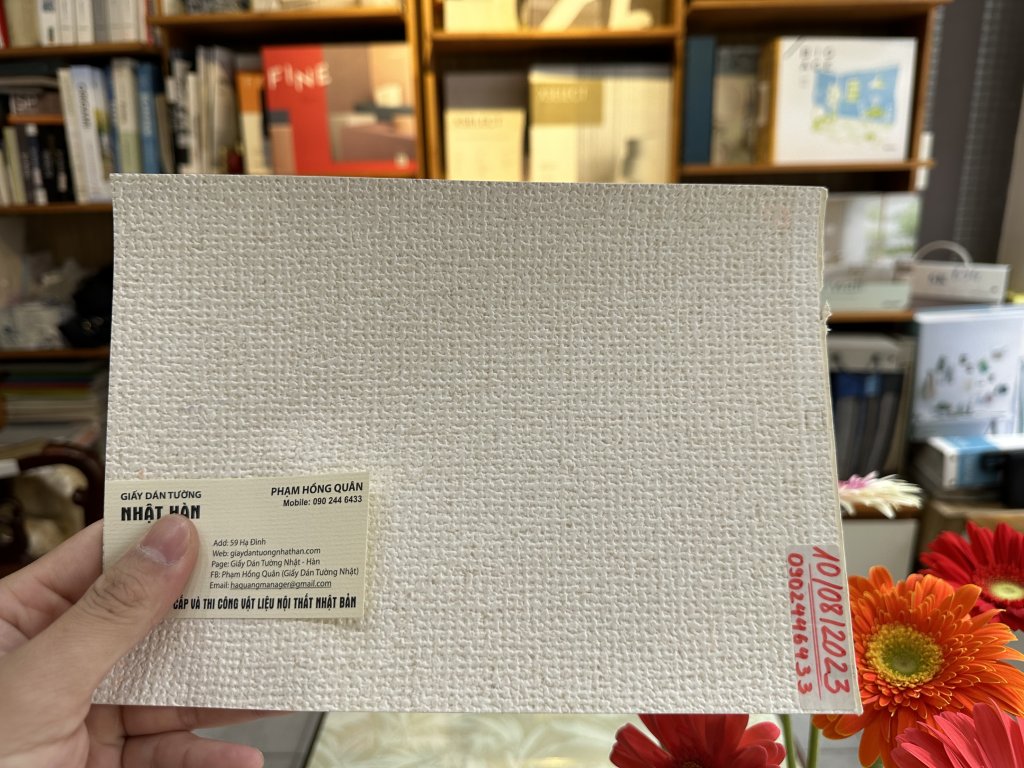 FINE
GIẤY DÁN TƯỜNG
NHẬT HÀN
PHẠM HỒNG QUÂN
Mobile: 090 244 6433
Add: 59 Hạ Đình
Web: giaydantuongnhathan.com
Page: Giấy Dán Tường Nhật - Hàn
FB: Phạm Hồng Quân (Giấy Dán Tường Nhật)
Email: haquangmanager@gmail.com
CẤP VÀ THI CÔNG VẬT LIỆU NỘI THẤT NHẬT BẢN
10/08/2023
0302446433